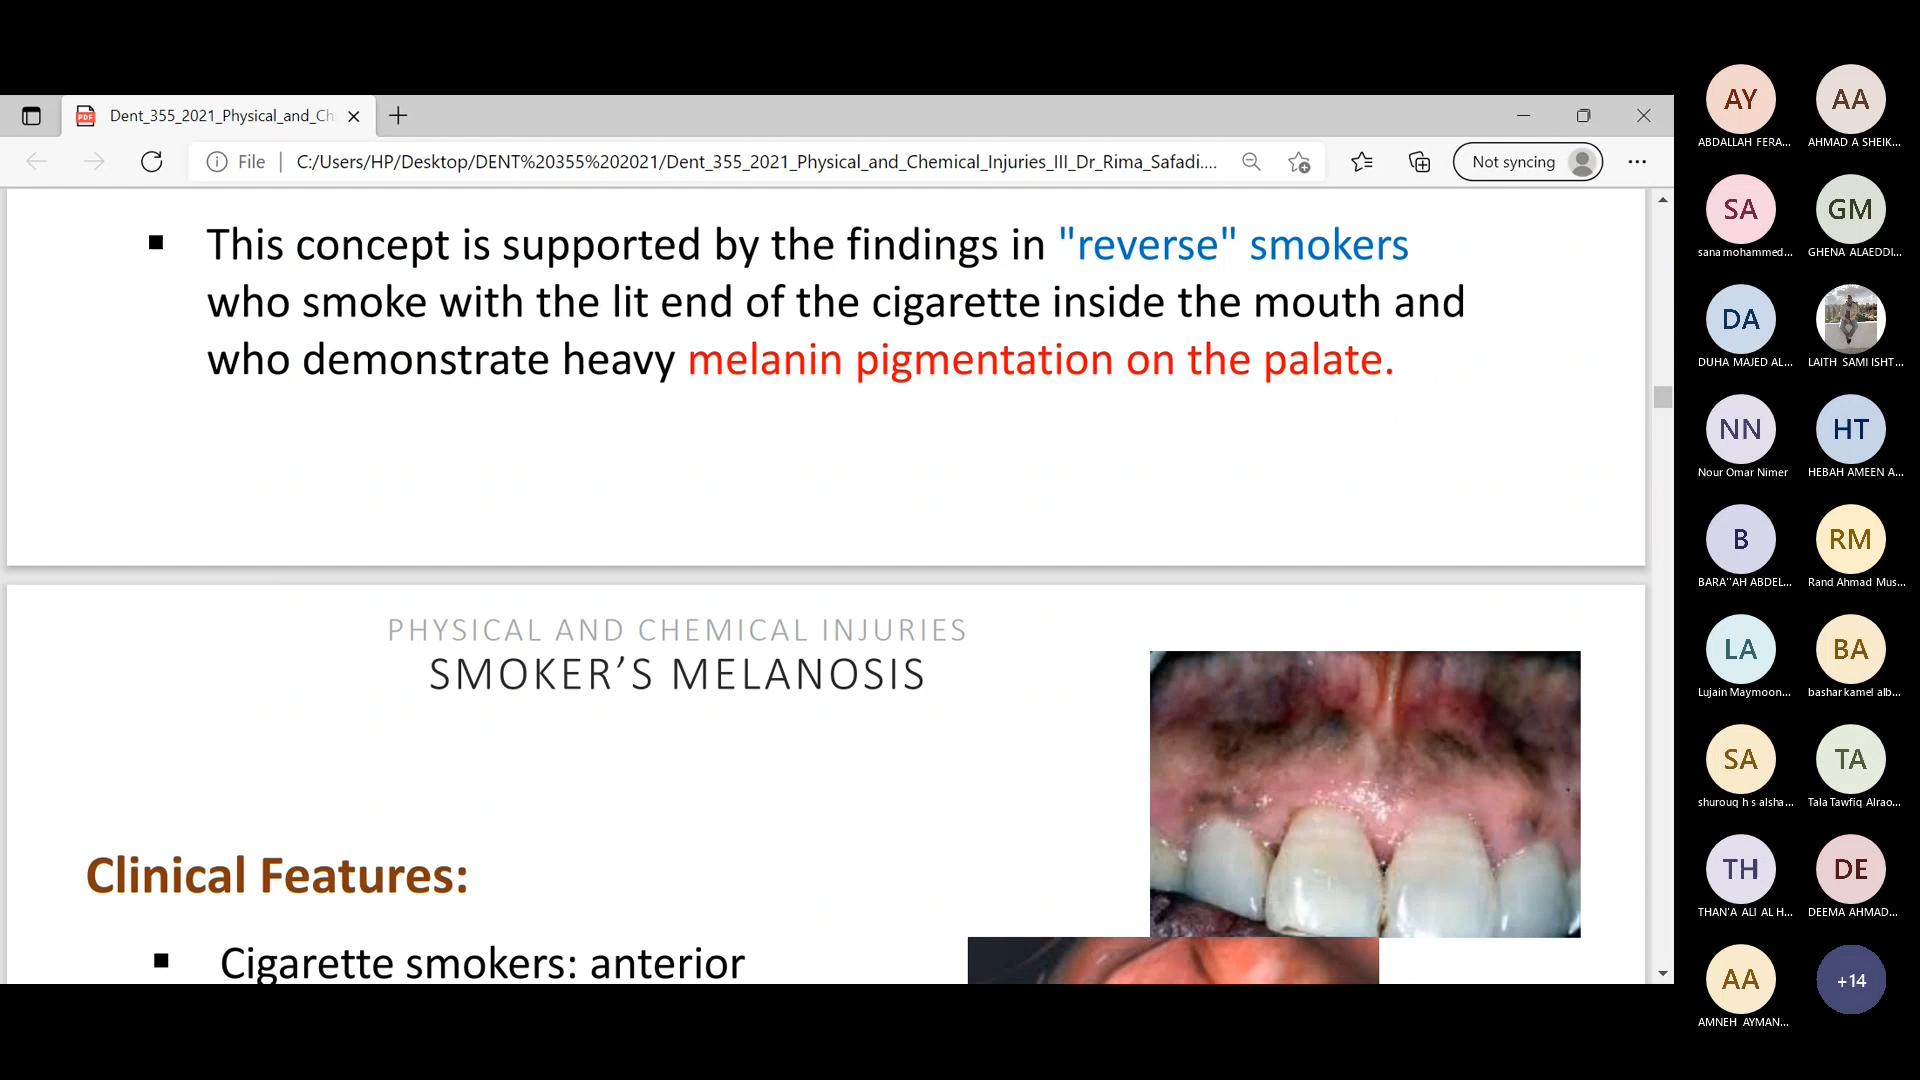 Dent_355_2021_Physical_and_Ch
File
C:/Users/HP/Desktop/DENT%20355%202021/Dent_355_2021_Physical_and_Chemical_Injuries_III_Dr_Rima_Safadi....
Not syncing
▪ This concept is supported by the findings in "reverse" smokers
who smoke with the lit end of the cigarette inside the mouth and
who demonstrate heavy melanin pigmentation on the palate.
PHYSICAL AND CHEMICAL INJURIES
SMOKER’S MELANOSIS
Clinical Features:
▪ Cigarette smokers: anterior
AY
ABDALLAH FERA...
AA
AHMAD A SHEIK...
SA
sana mohammed...
GM
GHENA ALAEDDI...
DA
DUHA MAJED AL...
LAITH SAMI ISHT...
NN
Nour Omar Nimer
HT
HEBAH AMEEN A...
B
BARA''AH ABDEL...
RM
Rand Ahmad Mus...
LA
Lujain Maymoon...
BA
bashar kamel alb...
SA
shurouq h s alsha...
TA
Tala Tawfiq Alrao...
TH
THAN'A ALI AL H...
DE
DEEMA AHMAD...
AA
AMNEH AYMAN...
+14